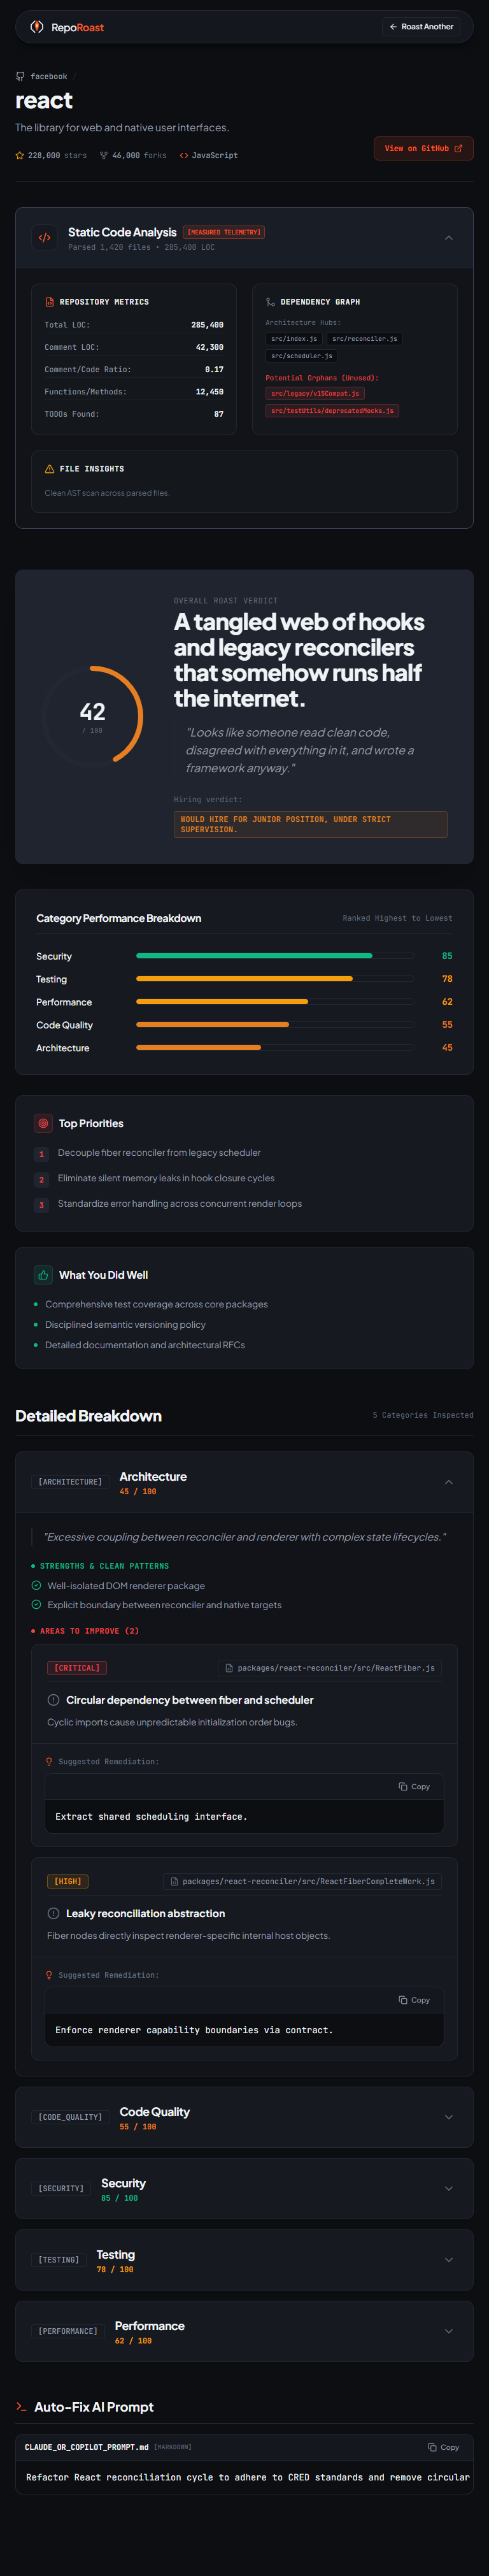 RepoRoast
Roast Another
facebook /
react
The library for web and native user interfaces.
228,000 stars 46,000 forks JavaScript
View on GitHub
Static Code Analysis [MEASURED TELEMETRY]
Parsed 1,420 files • 285,400 LOC
REPOSITORY METRICS
Total LOC: 285,400
Comment LOC: 42,300
Comment/Code Ratio: 0.17
Functions/Methods: 12,450
TODOs Found: 87
DEPENDENCY GRAPH
Architecture Hubs:
src/index.js src/reconciler.js
src/scheduler.js
Potential Orphans (Unused):
src/legacy/v15Compat.js
src/testUtils/deprecatedMocks.js
FILE INSIGHTS
Clean AST scan across parsed files.
42
/ 100
OVERALL ROAST VERDICT
A tangled web of hooks
and legacy reconcilers
that somehow runs half
the internet.
"Looks like someone read clean code,
disagreed with everything in it, and wrote a
framework anyway."
Hiring verdict:
WOULD HIRE FOR JUNIOR POSITION, UNDER STRICT
SUPERVISION.
Category Performance Breakdown Ranked Highest to Lowest
Security 85
Testing 78
Performance 62
Code Quality 55
Architecture 45
Top Priorities
1 Decouple fiber reconciler from legacy scheduler
2 Eliminate silent memory leaks in hook closure cycles
3 Standardize error handling across concurrent render loops
What You Did Well
Comprehensive test coverage across core packages
Disciplined semantic versioning policy
Detailed documentation and architectural RFCs
Detailed Breakdown 5 Categories Inspected
[ARCHITECTURE] Architecture
45 / 100
"Excessive coupling between reconciler and renderer with complex state lifecycles."
STRENGTHS & CLEAN PATTERNS
Well-isolated DOM renderer package
Explicit boundary between reconciler and native targets
AREAS TO IMPROVE (2)
[CRITICAL] packages/react-reconciler/src/ReactFiber.js
Circular dependency between fiber and scheduler
Cyclic imports cause unpredictable initialization order bugs.
Suggested Remediation:
Copy
Extract shared scheduling interface.
[HIGH] packages/react-reconciler/src/ReactFiberCompleteWork.js
Leaky reconciliation abstraction
Fiber nodes directly inspect renderer-specific internal host objects.
Suggested Remediation:
Copy
Enforce renderer capability boundaries via contract.
[CODE_QUALITY] Code Quality
55 / 100
[SECURITY] Security
85 / 100
[TESTING] Testing
78 / 100
[PERFORMANCE] Performance
62 / 100
Auto-Fix AI Prompt
CLAUDE_OR_COPILOT_PROMPT.md [MARKDOWN] Copy
Refactor React reconciliation cycle to adhere to CRED standards and remove circular